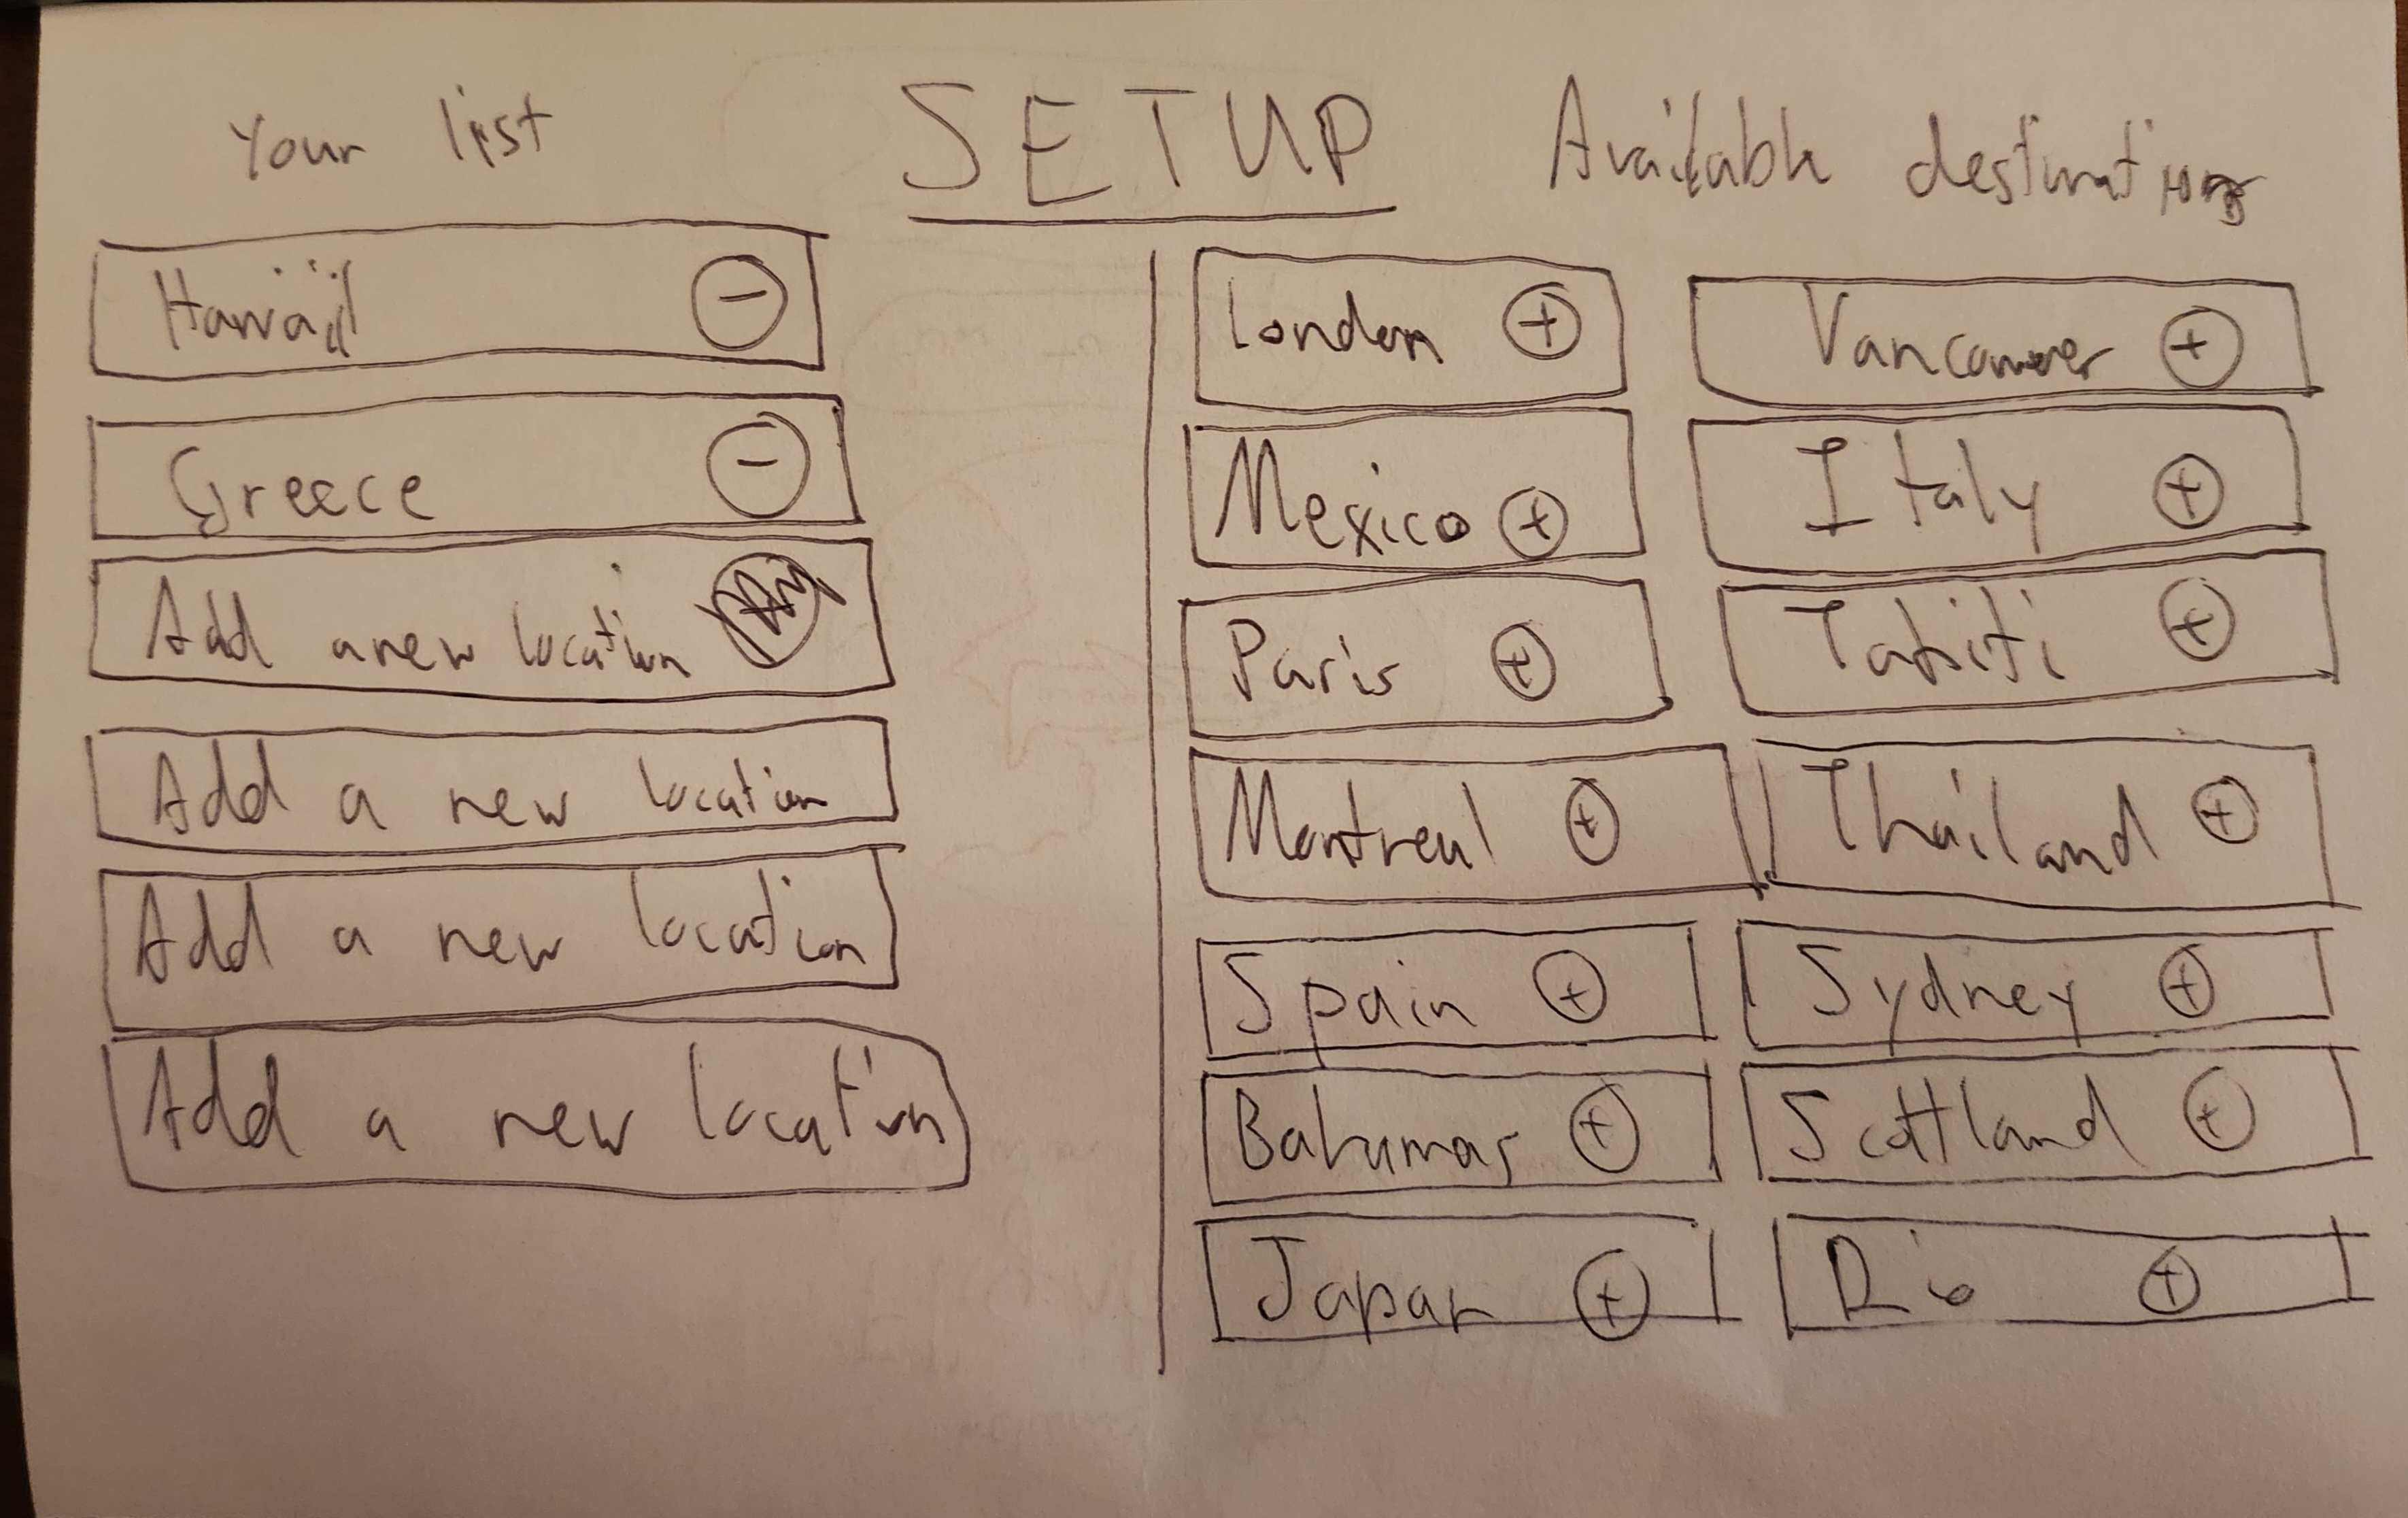 Your list
SETUP
Available destinations
Hawaii
Greece
Add a new location
Add a new location
Add a new location
Add a new location
London +
Mexico +
Paris +
Montreal +
Spain +
Bahamas +
Japan +
Vancouver +
Italy +
Tahiti +
Thailand +
Sydney +
Scottland +
Rio +